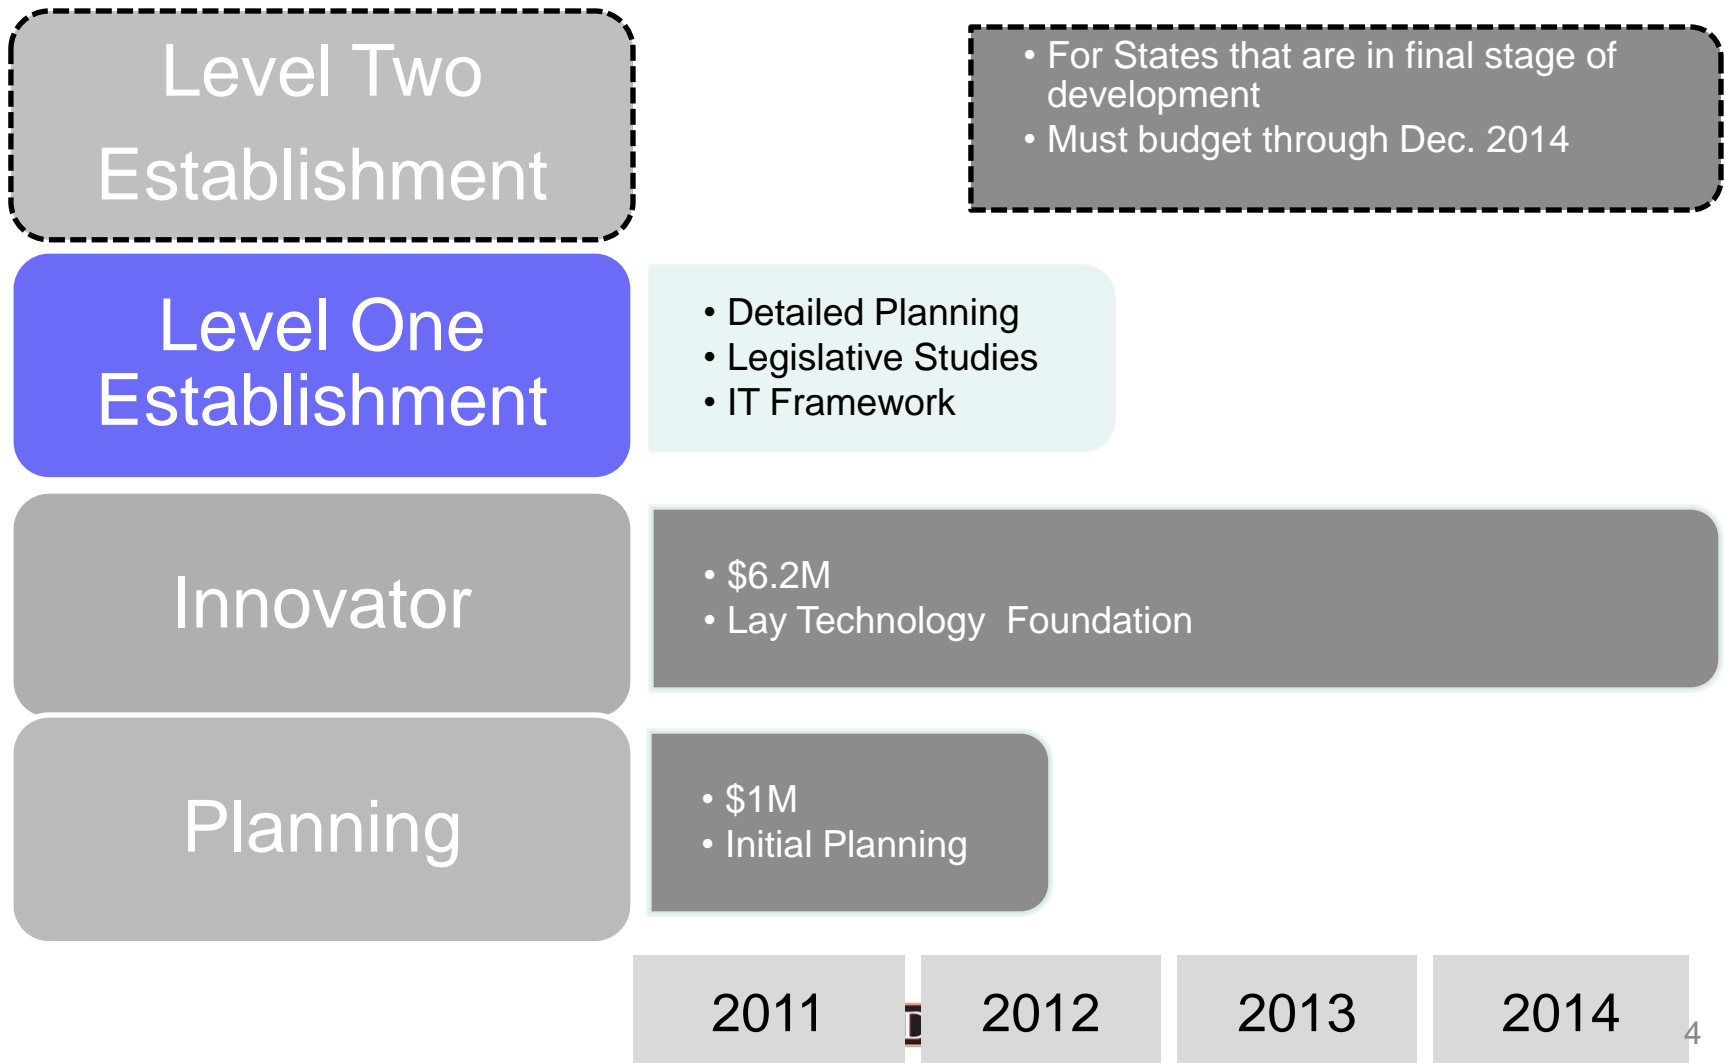 Level Two
Establishment
• For States that are in final stage of
development
• Must budget through Dec. 2014
Level One
Establishment
• Detailed Planning
• Legislative Studies
• IT Framework
Innovator
• $6.2M
• Lay Technology  Foundation
Planning
• $1M
• Initial Planning
2011 2012 2013 2014
4